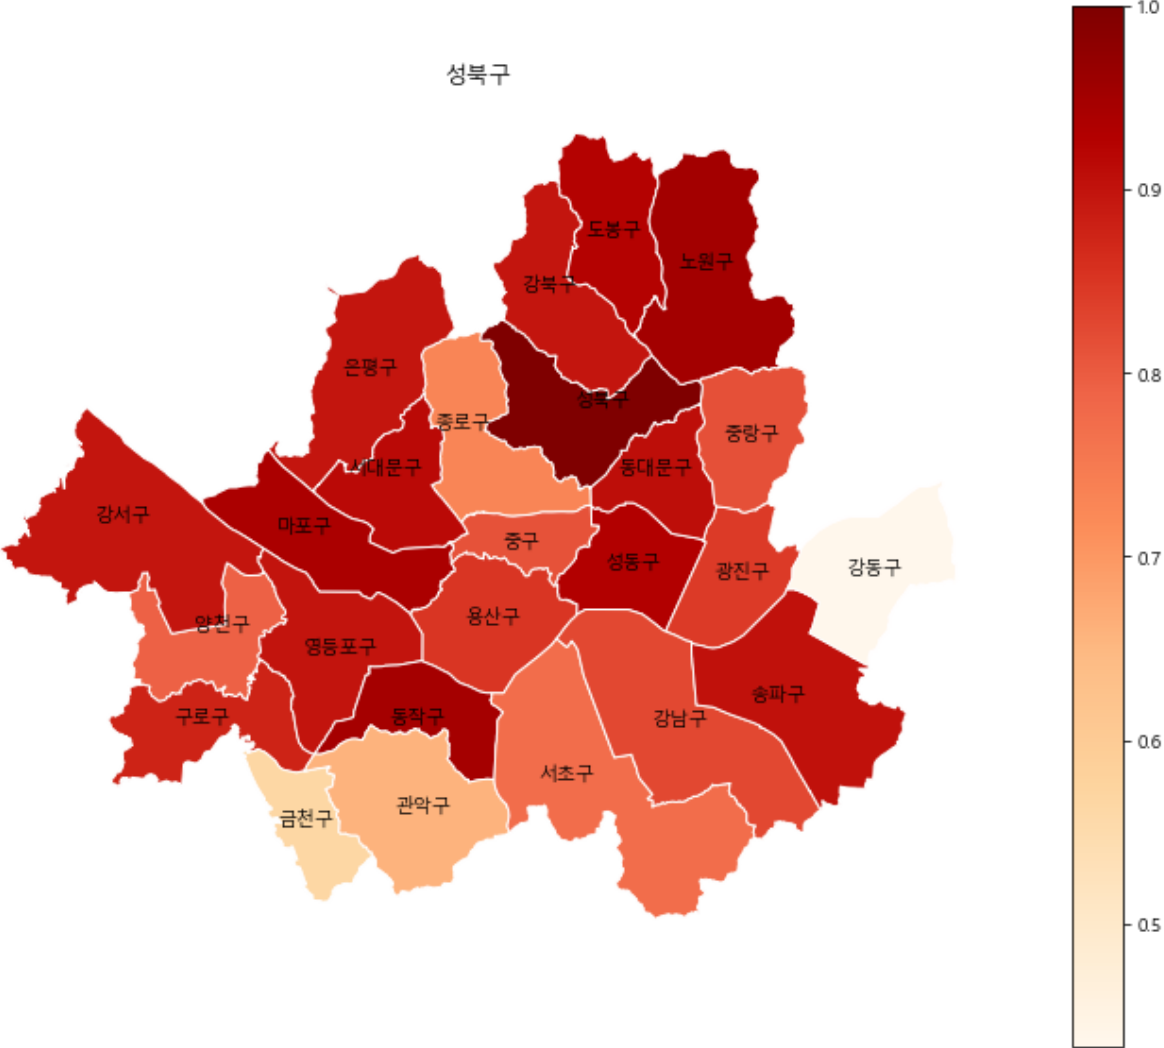 성북구
도봉구
노원구
강북구
은평구
성북구
종로구
중랑구
서대문구
동대문구
강서구
마포구
중구
성동구
광진구
강동구
양천구
용산구
영등포구
구로구
동작구
송파구
강남구
서초구
관악구
금천구
1.0
0.9
0.8
0.7
0.6
0.5